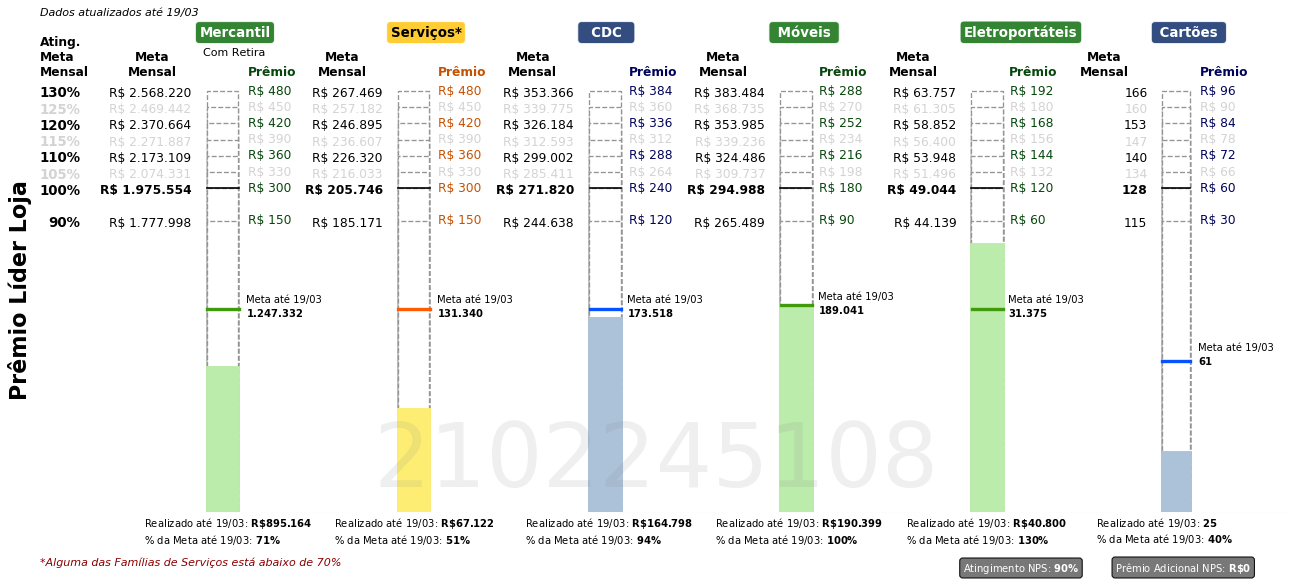 Dados atualizados até 19/03
Mercantil Serviços* CDC Móveis Eletroportáteis Cartões
Com Retira
Ating. Meta Mensal Meta Mensal Prêmio Meta Mensal Prêmio Meta Mensal Prêmio Meta Mensal Prêmio Meta Mensal Prêmio Meta Mensal Prêmio
130% R$ 2.568.220 R$ 480 R$ 267.469 R$ 480 R$ 353.366 R$ 384 R$ 383.484 R$ 288 R$ 63.757 R$ 192 166 R$ 96
125% R$ 2.469.442 R$ 450 R$ 257.182 R$ 450 R$ 339.775 R$ 360 R$ 368.735 R$ 270 R$ 61.305 R$ 180 160 R$ 90
120% R$ 2.370.664 R$ 420 R$ 246.895 R$ 420 R$ 326.184 R$ 336 R$ 353.985 R$ 252 R$ 58.852 R$ 168 153 R$ 84
115% R$ 2.271.887 R$ 390 R$ 236.607 R$ 390 R$ 312.593 R$ 312 R$ 339.236 R$ 234 R$ 56.400 R$ 156 147 R$ 78
110% R$ 2.173.109 R$ 360 R$ 226.320 R$ 360 R$ 299.002 R$ 288 R$ 324.486 R$ 216 R$ 53.948 R$ 144 140 R$ 72
105% R$ 2.074.331 R$ 330 R$ 216.033 R$ 330 R$ 285.411 R$ 264 R$ 309.737 R$ 198 R$ 51.496 R$ 132 134 R$ 66
100% R$ 1.975.554 R$ 300 R$ 205.746 R$ 300 R$ 271.820 R$ 240 R$ 294.988 R$ 180 R$ 49.044 R$ 120 128 R$ 60
90% R$ 1.777.998 R$ 150 R$ 185.171 R$ 150 R$ 244.638 R$ 120 R$ 265.489 R$ 90 R$ 44.139 R$ 60 115 R$ 30
Prêmio Líder Loja
Meta até 19/03 Meta até 19/03 Meta até 19/03 Meta até 19/03 Meta até 19/03 Meta até 19/03
1.247.332 131.340 173.518 189.041 31.375 61
2102245108
Realizado até 19/03: R$895.164 Realizado até 19/03: R$67.122 Realizado até 19/03: R$164.798 Realizado até 19/03: R$190.399 Realizado até 19/03: R$40.800 Realizado até 19/03: 25
% da Meta até 19/03: 71% % da Meta até 19/03: 51% % da Meta até 19/03: 94% % da Meta até 19/03: 100% % da Meta até 19/03: 130% % da Meta até 19/03: 40%
*Alguma das Famílias de Serviços está abaixo de 70%
Atingimento NPS: 90% Prêmio Adicional NPS: R$0